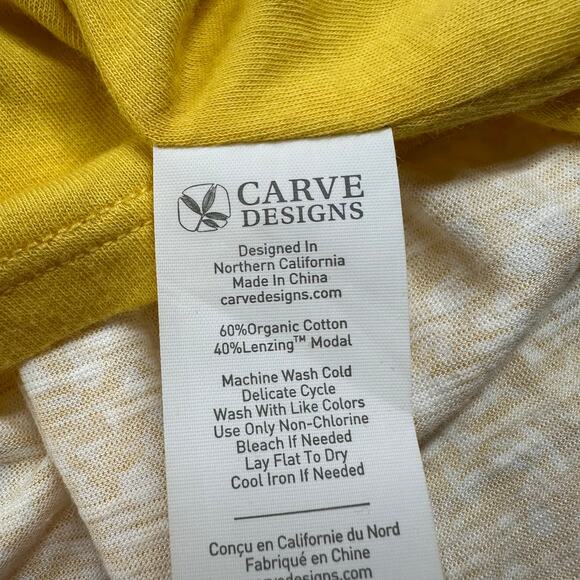 CARVE
DESIGNS
Designed In
Northern California
Made In China
carvedesigns.com
60%Organic Cotton
40%Lenzing™ Modal
Machine Wash Cold
Delicate Cycle
Wash With Like Colors
Use Only Non-Chlorine
Bleach If Needed
Lay Flat To Dry
Cool Iron If Needed
Conçu en Californie du Nord
Fabriqué en Chine
carvedesigns.com